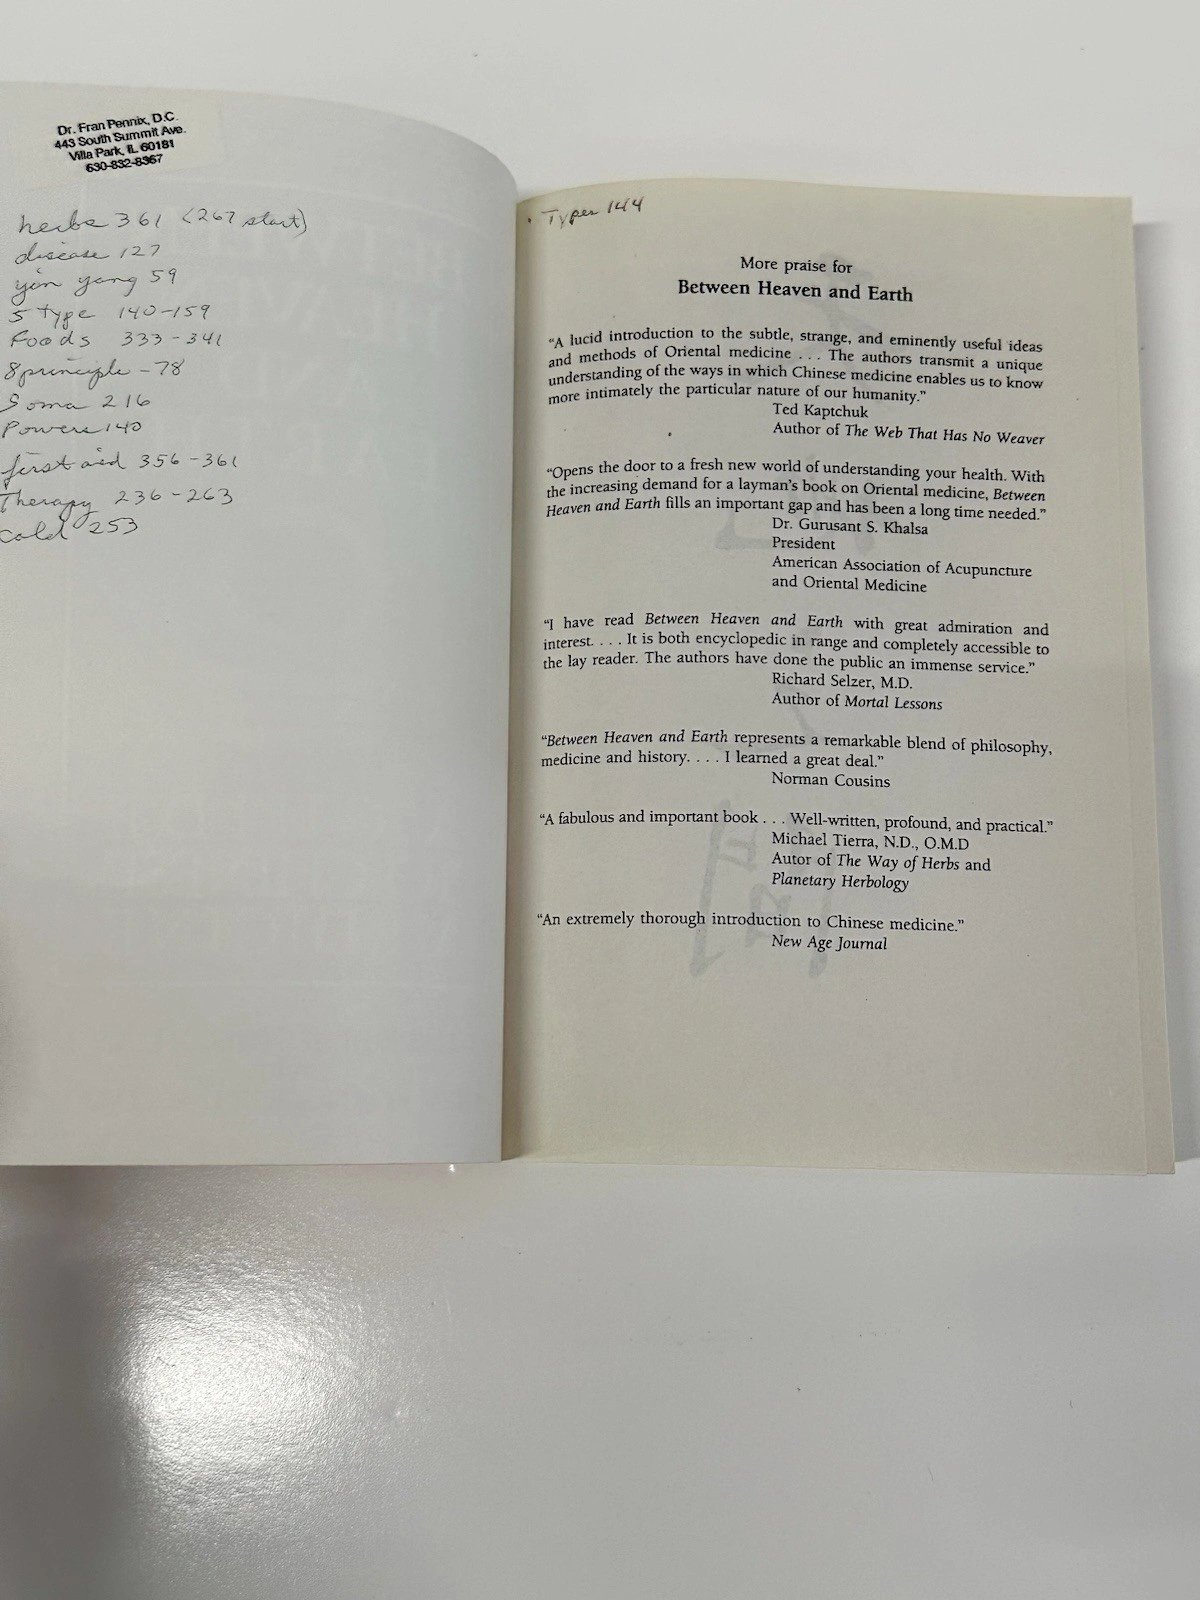 Dr. Fran Pennix, D.C.
443 South Summit Ave.
Villa Park, IL 60181
630-832-8367
herbs 361 (267 start)
disease 127
yin yang 59
5 type 140-159
Foods 333-341
8 principle - 78
Soma 216
Powers 140
first aid 356-361
Therapy 236-263
cold 253
Types 144
More praise for
Between Heaven and Earth
“A lucid introduction to the subtle, strange, and eminently useful ideas
and methods of Oriental medicine . . . The authors transmit a unique
understanding of the ways in which Chinese medicine enables us to know
more intimately the particular nature of our humanity.”
Ted Kaptchuk
Author of The Web That Has No Weaver
“Opens the door to a fresh new world of understanding your health. With
the increasing demand for a layman’s book on Oriental medicine, Between
Heaven and Earth fills an important gap and has been a long time needed.”
Dr. Gurusant S. Khalsa
President
American Association of Acupuncture
and Oriental Medicine
“I have read Between Heaven and Earth with great admiration and
interest. . . . It is both encyclopedic in range and completely accessible to
the lay reader. The authors have done the public an immense service.”
Richard Selzer, M.D.
Author of Mortal Lessons
“Between Heaven and Earth represents a remarkable blend of philosophy,
medicine and history. . . . I learned a great deal.”
Norman Cousins
“A fabulous and important book . . . Well-written, profound, and practical.”
Michael Tierra, N.D., O.M.D
Autor of The Way of Herbs and
Planetary Herbology
“An extremely thorough introduction to Chinese medicine.”
New Age Journal